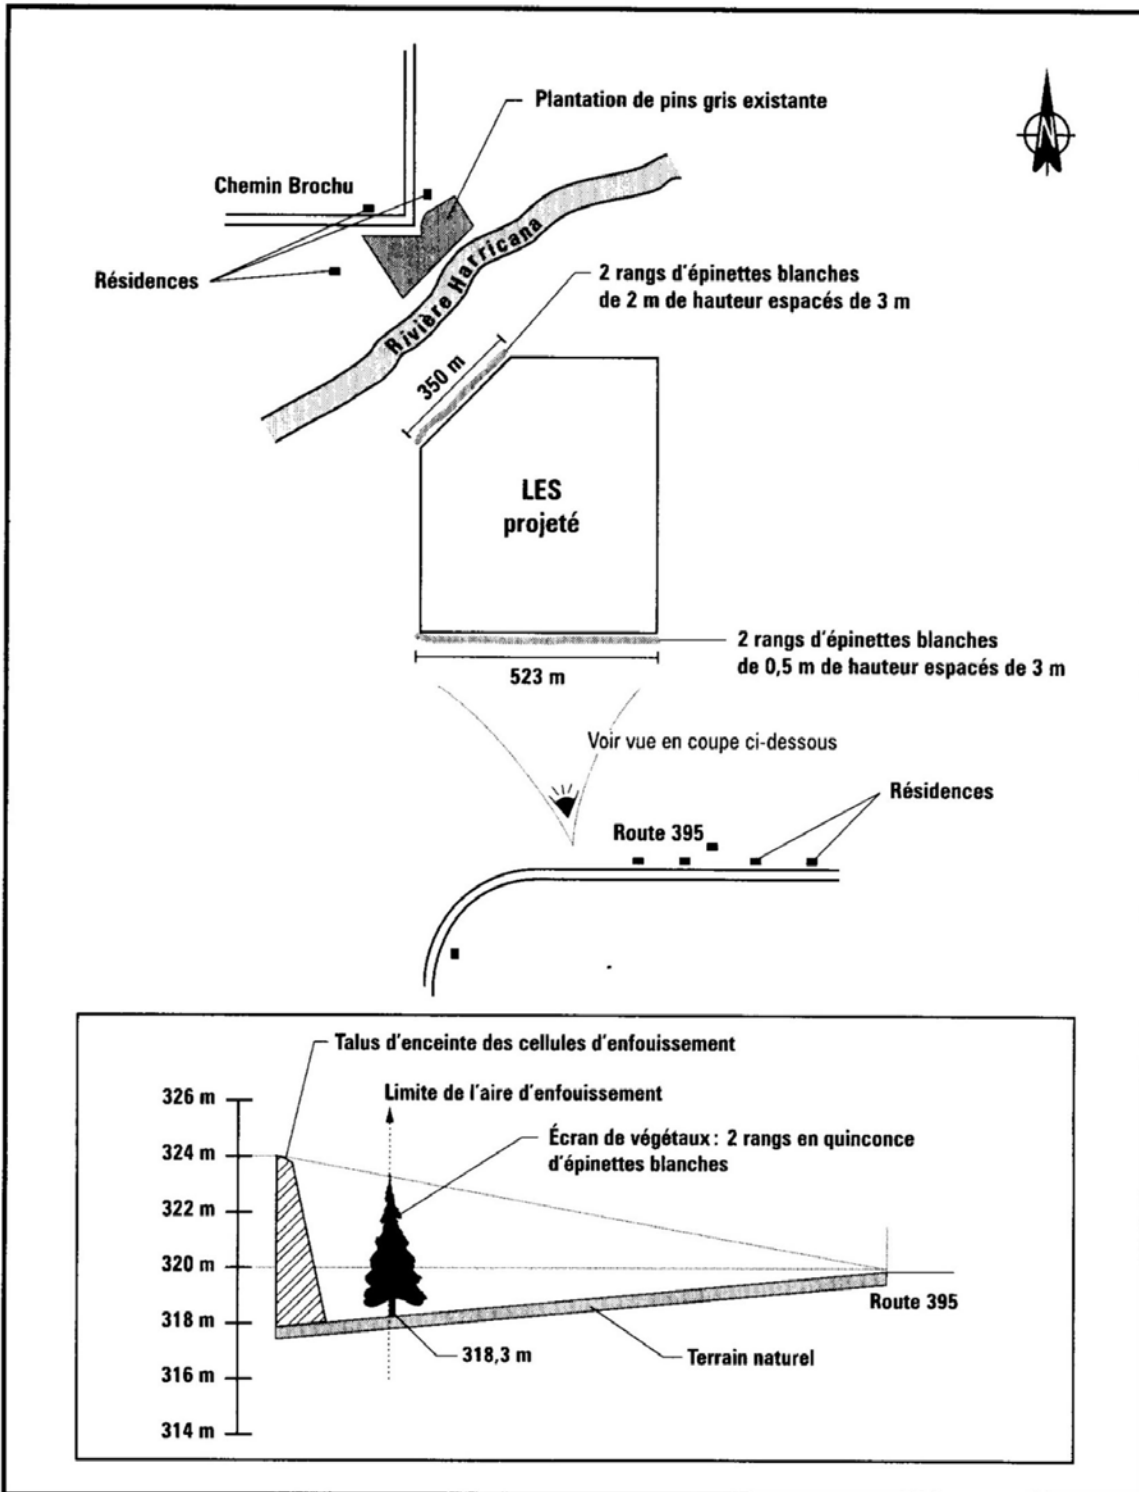 Plantation de pins gris existante
N
Chemin Brochu
Résidences
Rivière Harricana
2 rangs d'épinettes blanches
de 2 m de hauteur espacés de 3 m
350 m
LES
projeté
2 rangs d'épinettes blanches
de 0,5 m de hauteur espacés de 3 m
523 m
Voir vue en coupe ci-dessous
Résidences
Route 395
Talus d'enceinte des cellules d'enfouissement
326 m
Limite de l'aire d'enfouissement
Écran de végétaux : 2 rangs en quinconce
d'épinettes blanches
324 m
322 m
320 m
Route 395
318 m
318,3 m
Terrain naturel
316 m
314 m